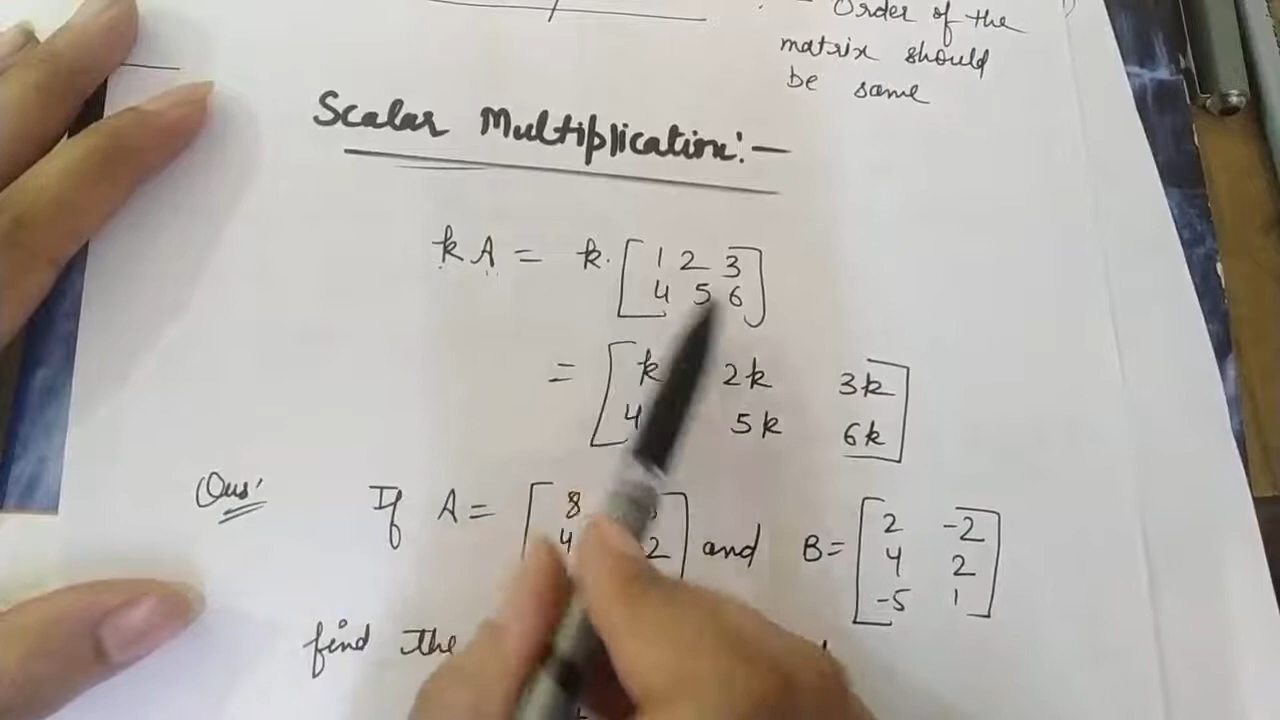 - Order of the
matrix should
be same
Scalar Multiplication:-
kA = k. [1 2 3
4 5 6]
= [k 2k 3k
4 5k 6k]
Ques: If A = [8
4 2] and B = [2 -2
4 2
-5 1]
find the